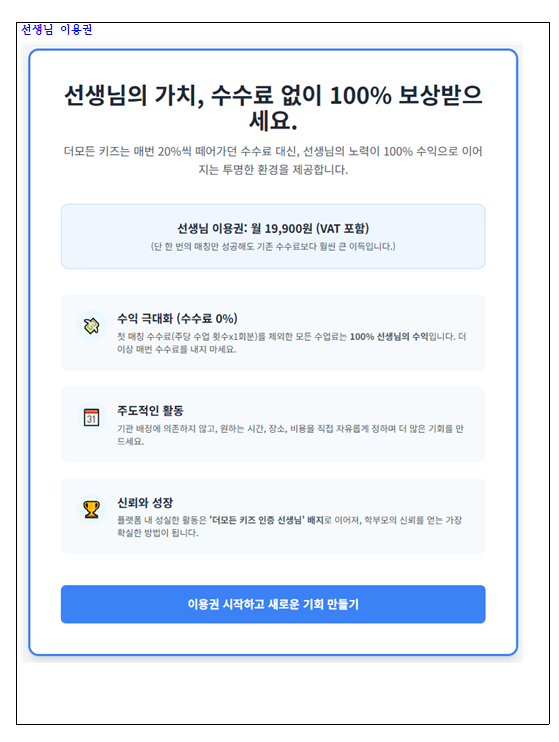 선생님 이용권
선생님의 가치, 수수료 없이 100% 보상받으
세요.
더모든 키즈는 매번 20%씩 떼어가던 수수료 대신, 선생님의 노력이 100% 수익으로 이어
지는 투명한 환경을 제공합니다.
선생님 이용권: 월 19,900원 (VAT 포함)
(단 한 번의 매칭만 성공해도 기존 수수료보다 훨씬 큰 이득입니다.)
수익 극대화 (수수료 0%)
첫 매칭 수수료(주당 수업 횟수x1회분)를 제외한 모든 수업료는 100% 선생님의 수익입니다. 더
이상 매번 수수료를 내지 마세요.
31
주도적인 활동
기관 배정에 의존하지 않고, 원하는 시간, 장소, 비용을 직접 자유롭게 정하며 더 많은 기회를 만
드세요.
신뢰와 성장
플랫폼 내 성실한 활동은 '더모든 키즈 인증 선생님' 배지로 이어져, 학부모의 신뢰를 얻는 가장
확실한 방법이 됩니다.
이용권 시작하고 새로운 기회 만들기